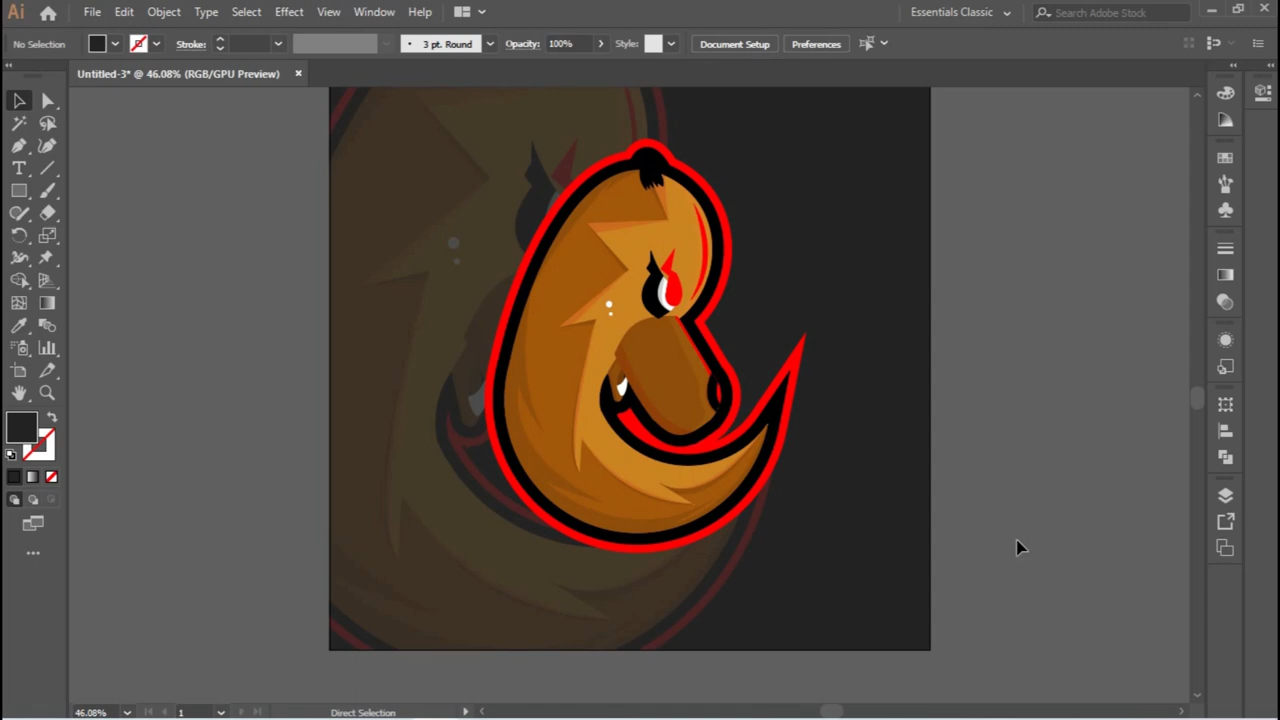 Ai File Edit Object Type Select Effect View Window Help Essentials Classic Search Adobe Stock
No Selection Stroke: 3 pt. Round Opacity: 100% Style: Document Setup Preferences
Untitled-3* @ 46.08% (RGB/GPU Preview) ×
T
46.08% 1 Direct Selection